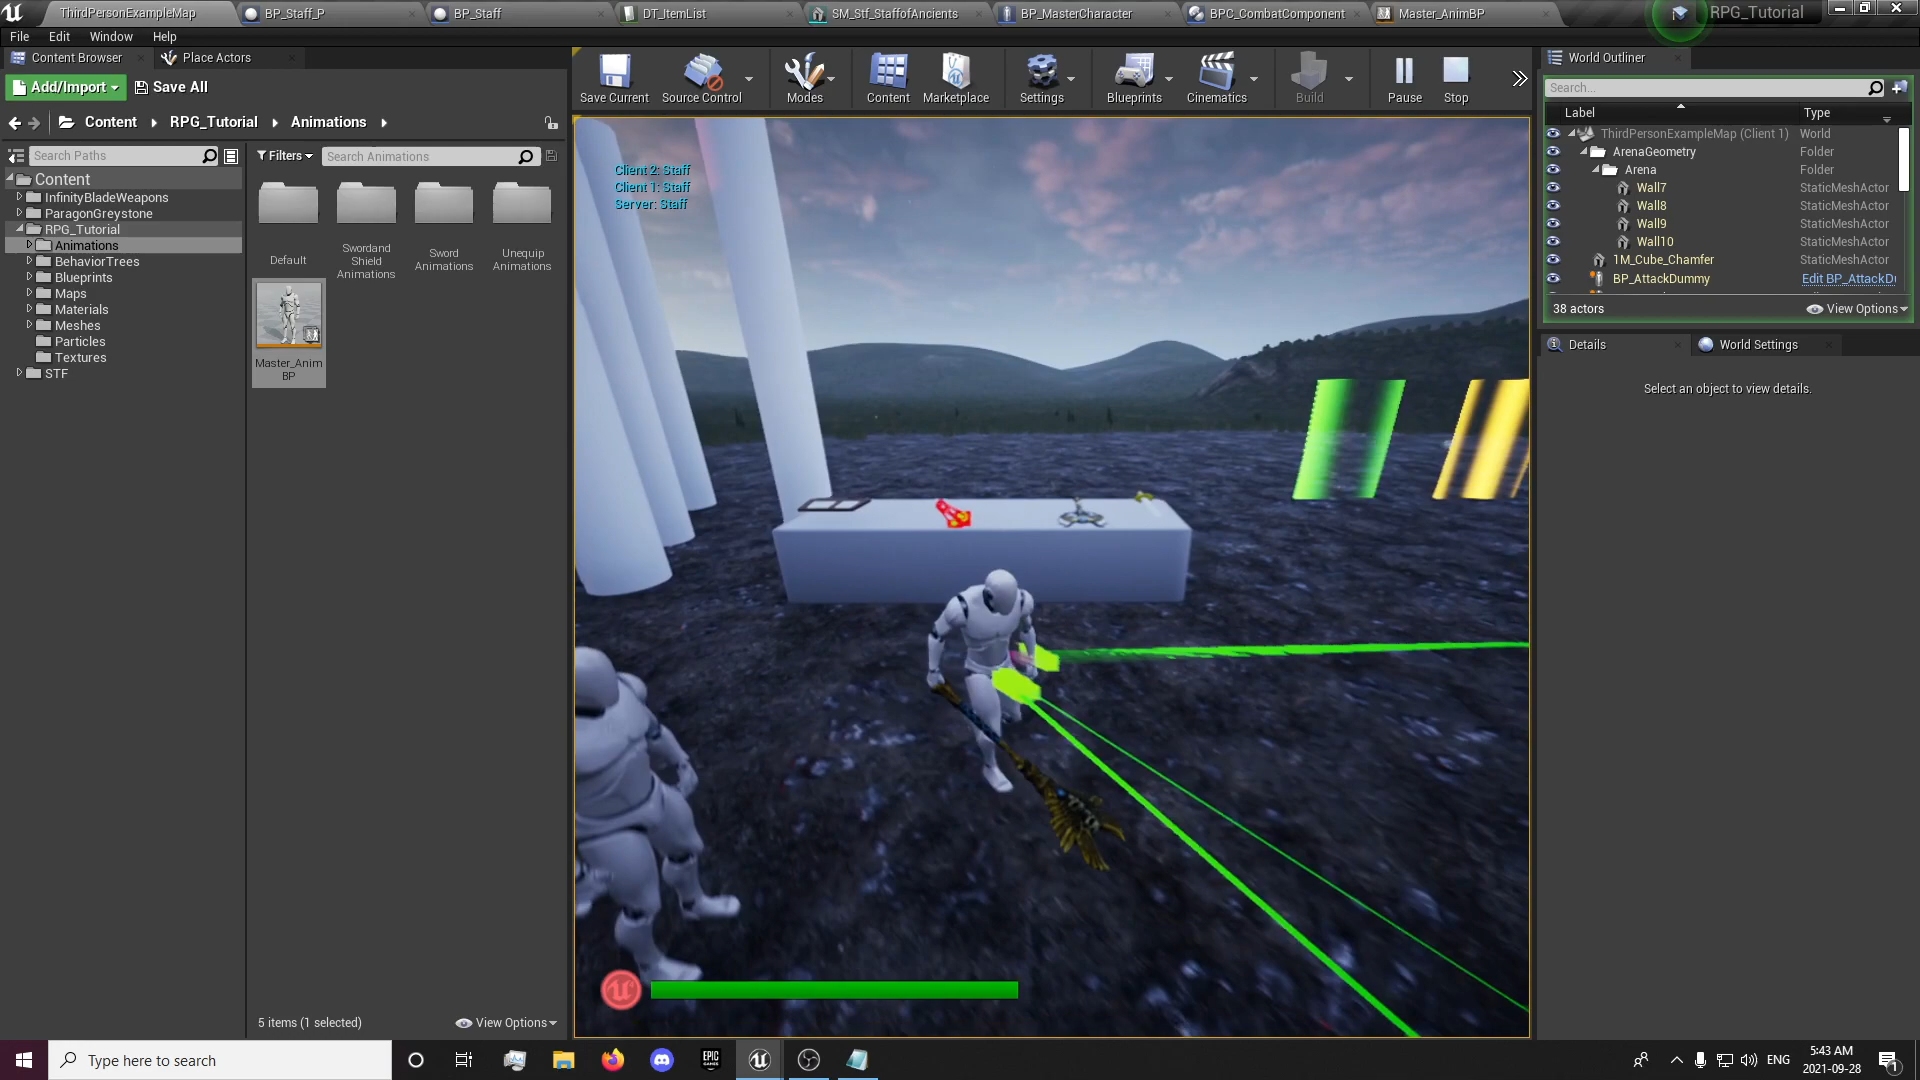 ThirdPersonExampleMap
BP_Staff_P
BP_Staff
DT_ItemList
SM_Stf_StaffofAncients
BP_MasterCharacter
BPC_CombatComponent
Master_AnimBP
RPG_Tutorial
File
Edit
Window
Help
Content Browser
Place Actors
World Outliner
Add/Import
Save All
Save Current
Source Control
Modes
Content
Marketplace
Settings
Blueprints
Cinematics
Build
Pause
Stop
Search...
Label
Type
Content
RPG_Tutorial
Animations
Search Paths
Filters
Search Animations
Content
InfinityBladeWeapons
ParagonGreystone
RPG_Tutorial
Animations
BehaviorTrees
Blueprints
Maps
Materials
Meshes
Particles
Textures
STF
Default
Swordand
Shield
Animations
Sword
Animations
Unequip
Animations
Master_Anim
BP
5 items (1 selected)
View Options
Client 2: Staff
Client 1: Staff
Server: Staff
ThirdPersonExampleMap (Client 1) World
ArenaGeometry Folder
Arena Folder
Wall7 StaticMeshActor
Wall8 StaticMeshActor
Wall9 StaticMeshActor
Wall10 StaticMeshActor
1M_Cube_Chamfer StaticMeshActor
BP_AttackDummy Edit BP_AttackD
38 actors
View Options
Details
World Settings
Select an object to view details.
Type here to search
EPIC
GAMES
ENG
5:43 AM
2021-09-28
1